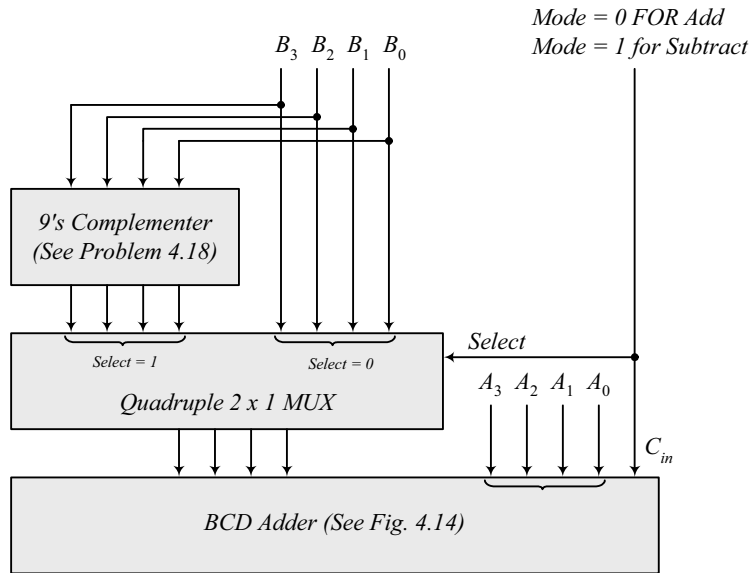 Mode = 0 FOR Add
Mode = 1 for Subtract
B3 B2 B1 B0
9's Complementer
(See Problem 4.18)
Select
Select = 1
Select = 0
Quadruple 2 x 1 MUX
A3 A2 A1 A0
Cin
BCD Adder (See Fig. 4.14)